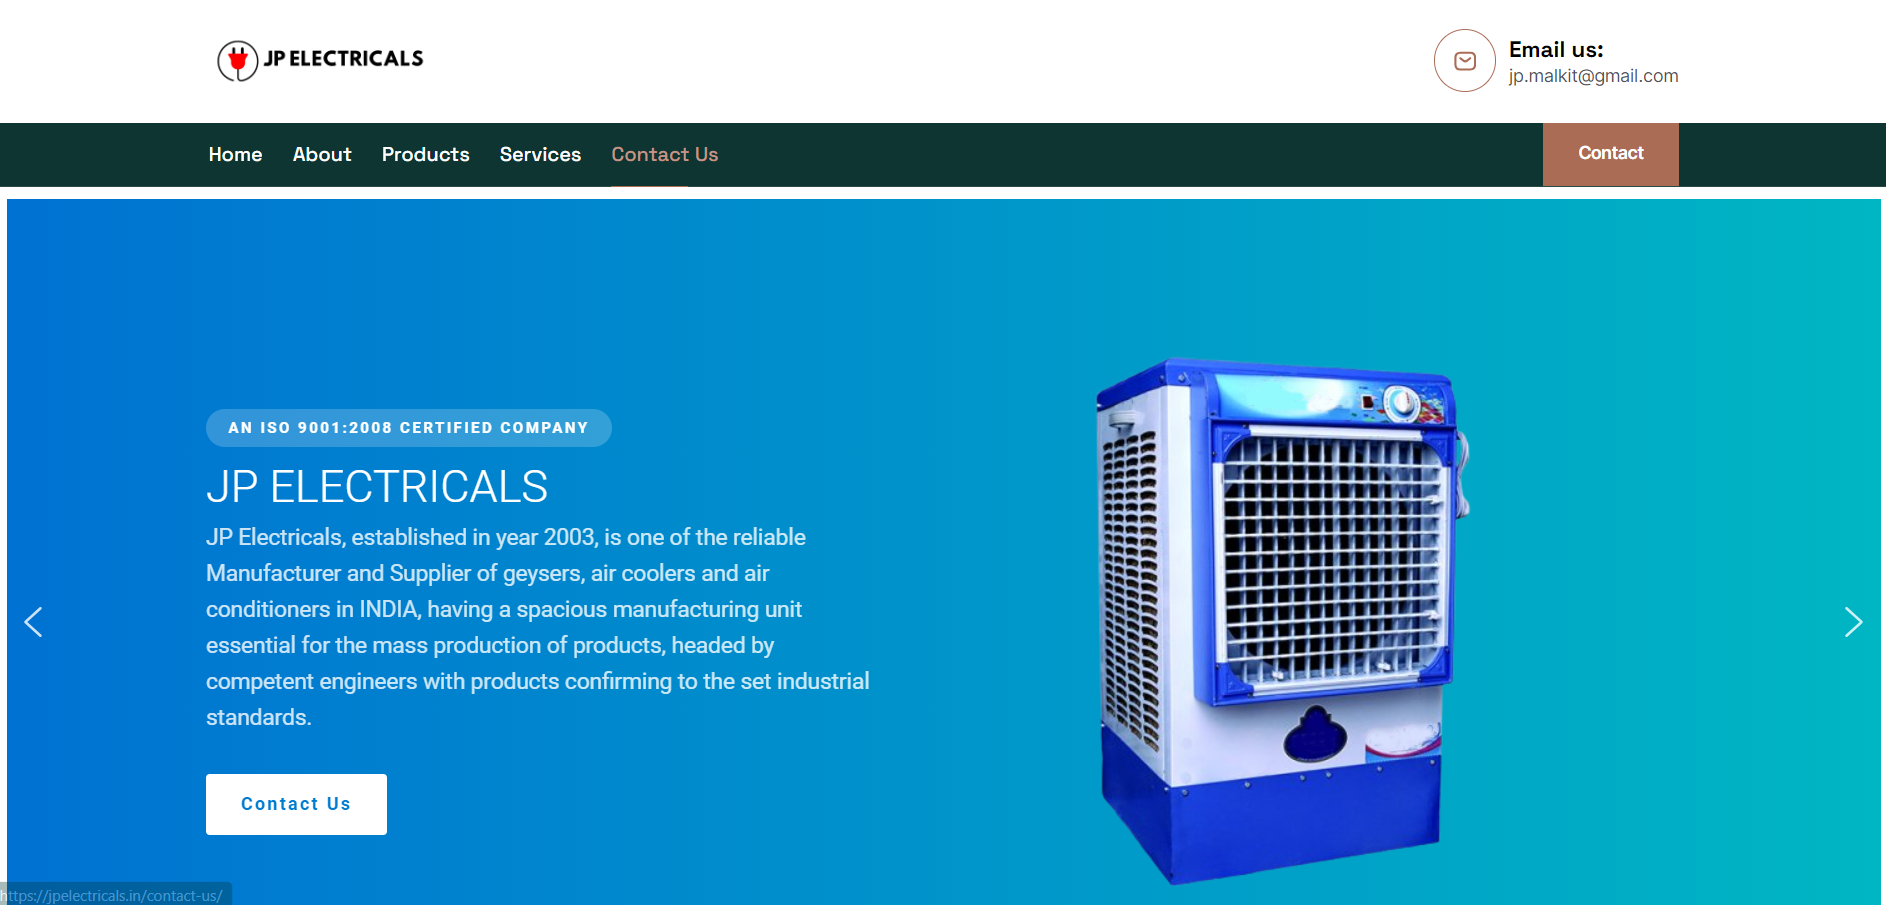 JP ELECTRICALS
Email us:
jp.malkit@gmail.com
Home About Products Services Contact Us
Contact
AN ISO 9001:2008 CERTIFIED COMPANY
JP ELECTRICALS
JP Electricals, established in year 2003, is one of the reliable
Manufacturer and Supplier of geysers, air coolers and air
conditioners in INDIA, having a spacious manufacturing unit
essential for the mass production of products, headed by
competent engineers with products confirming to the set industrial
standards.
Contact Us
https://jpelectricals.in/contact-us/